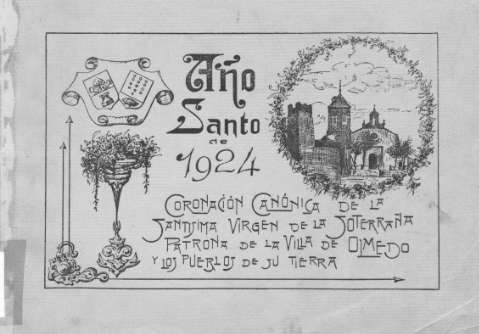 Año
Santo
de
1924
CORONACIÓN CANÓNICA DE LA
SANTISIMA VIRGEN DE LA SOTERRAÑA
PATRONA DE LA VILLA DE OLMEDO
Y LOS PUEBLOS DE SU TIERRA